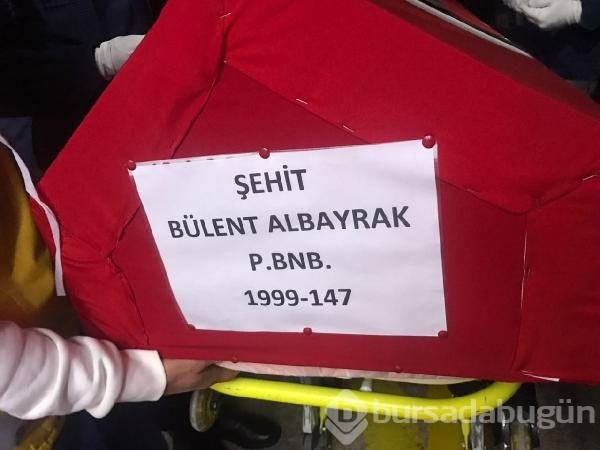 ŞEHİT
BÜLENT ALBAYRAK
P.BNB.
1999-147
bursadabugün